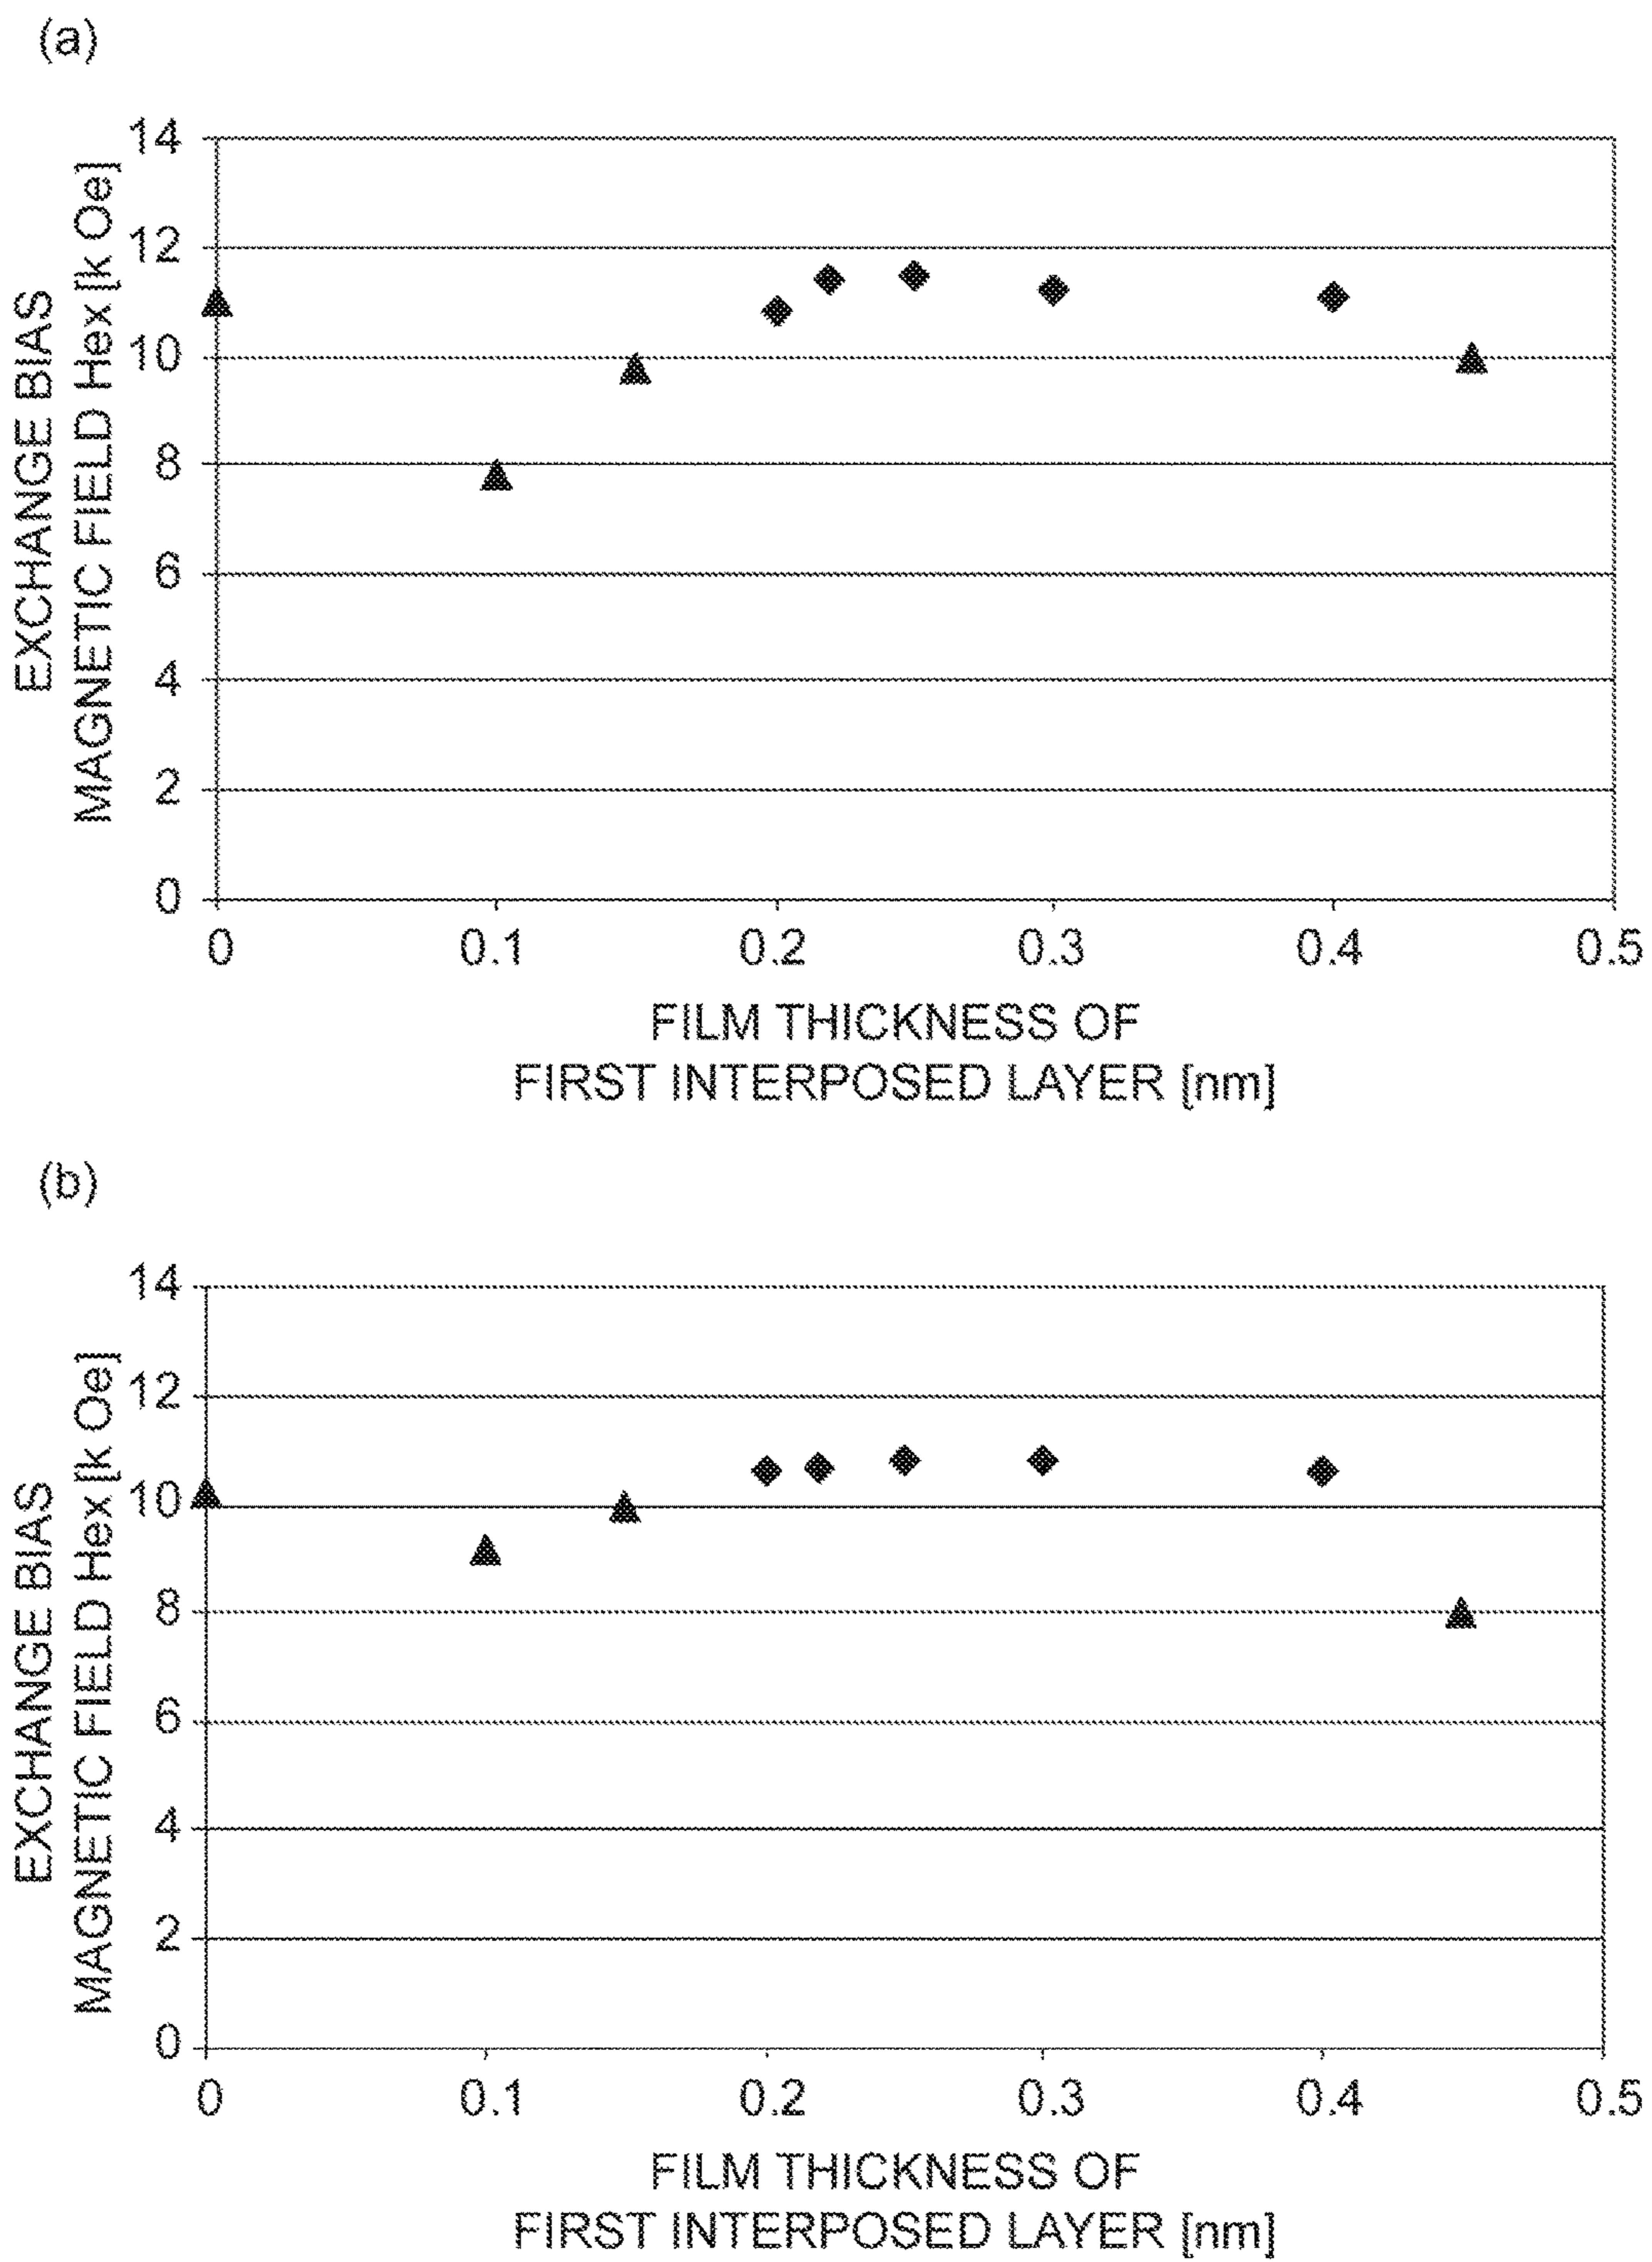 (a)
EXCHANGE BIAS
MAGNETIC FIELD Hex [k Oe]
14
12
10
8
6
4
2
0
0 0.1 0.2 0.3 0.4 0.5
FILM THICKNESS OF
FIRST INTERPOSED LAYER [nm]
(b)
EXCHANGE BIAS
MAGNETIC FIELD Hex [k Oe]
14
12
10
8
6
4
2
0
0 0.1 0.2 0.3 0.4 0.5
FILM THICKNESS OF
FIRST INTERPOSED LAYER [nm]